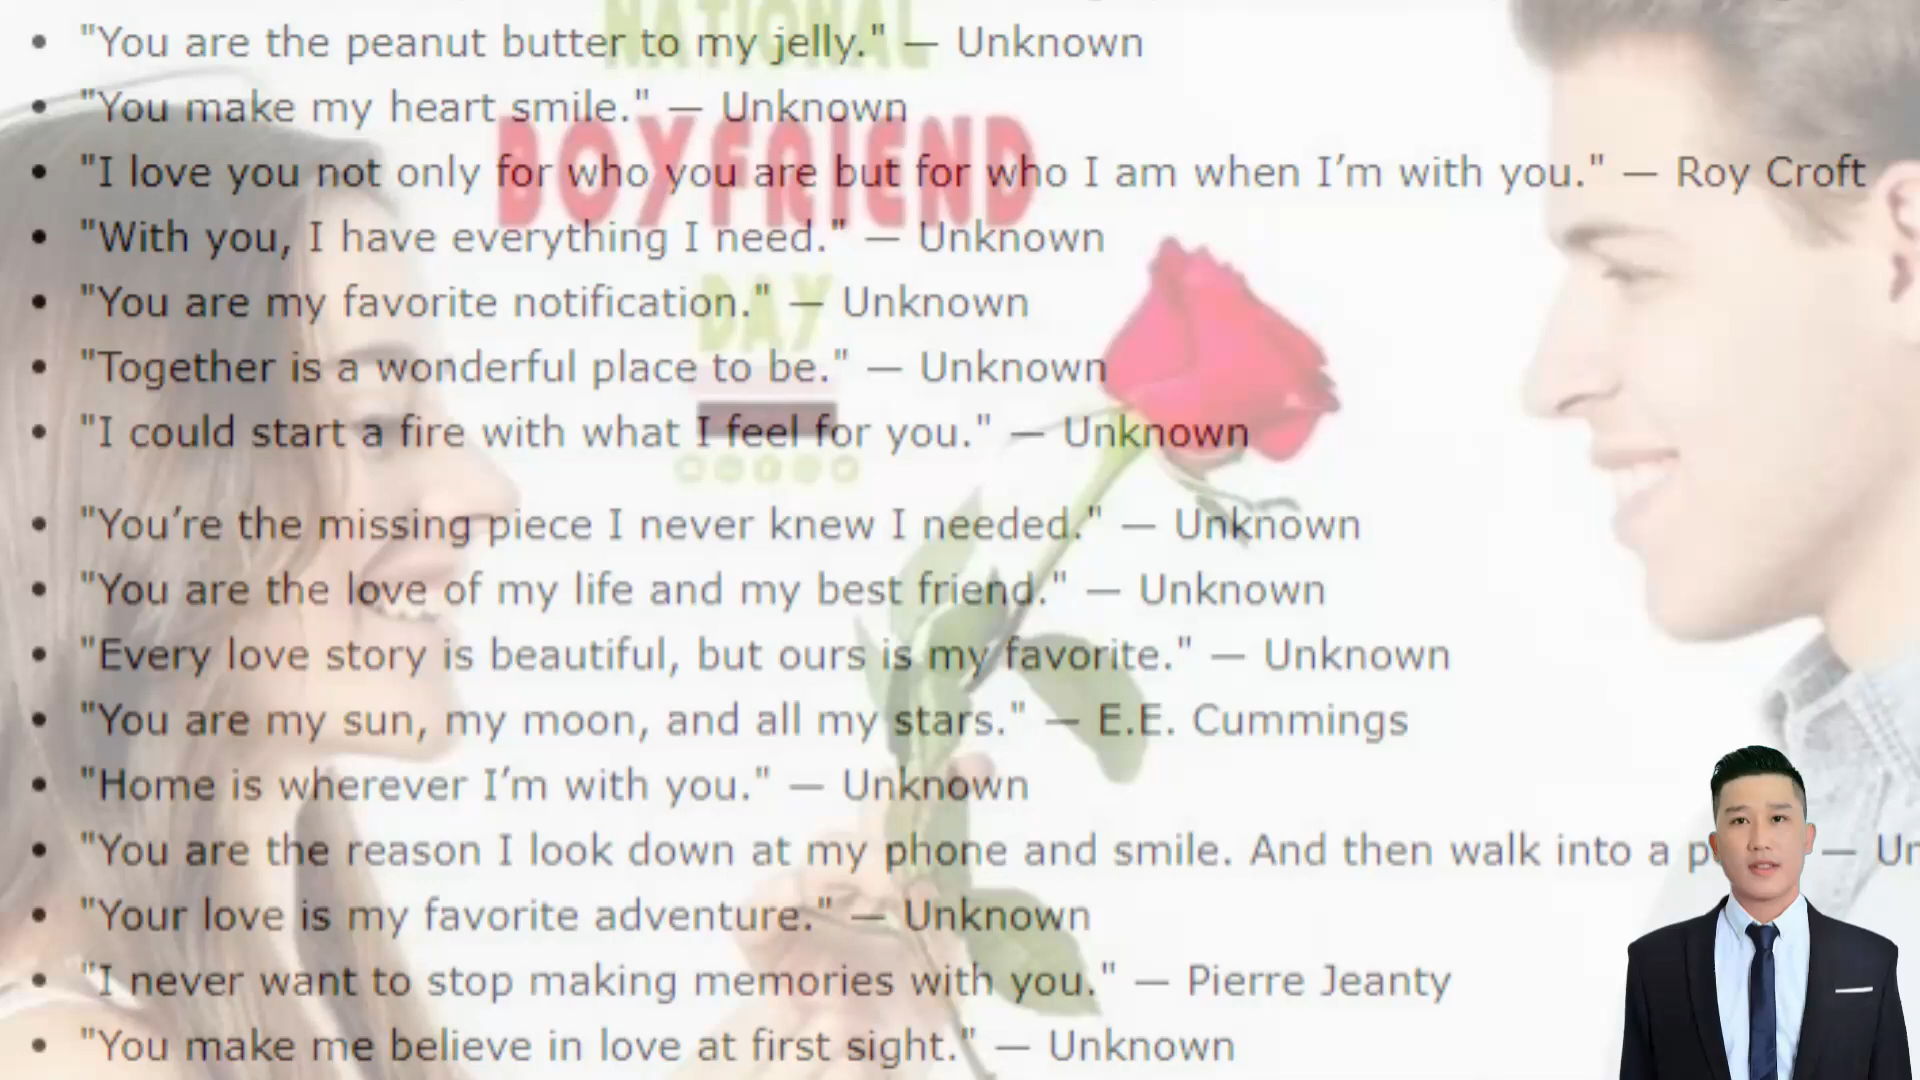 NATIONAL
• "You are the peanut butter to my jelly." — Unknown
• "You make my heart smile." — Unknown
BOYFRIEND
• "I love you not only for who you are but for who I am when I’m with you." — Roy Croft
• "With you, I have everything I need." — Unknown
DAY
• "You are my favorite notification." — Unknown
• "Together is a wonderful place to be." — Unknown
• "I could start a fire with what I feel for you." — Unknown
• "You’re the missing piece I never knew I needed." — Unknown
• "You are the love of my life and my best friend." — Unknown
• "Every love story is beautiful, but ours is my favorite." — Unknown
• "You are my sun, my moon, and all my stars." — E.E. Cummings
• "Home is wherever I’m with you." — Unknown
• "You are the reason I look down at my phone and smile. And then walk into a —
• "Your love is my favorite adventure." — Unknown
• "I never want to stop making memories with you." — Pierre Jeanty
• "You make me believe in love at first sight." — Unknown